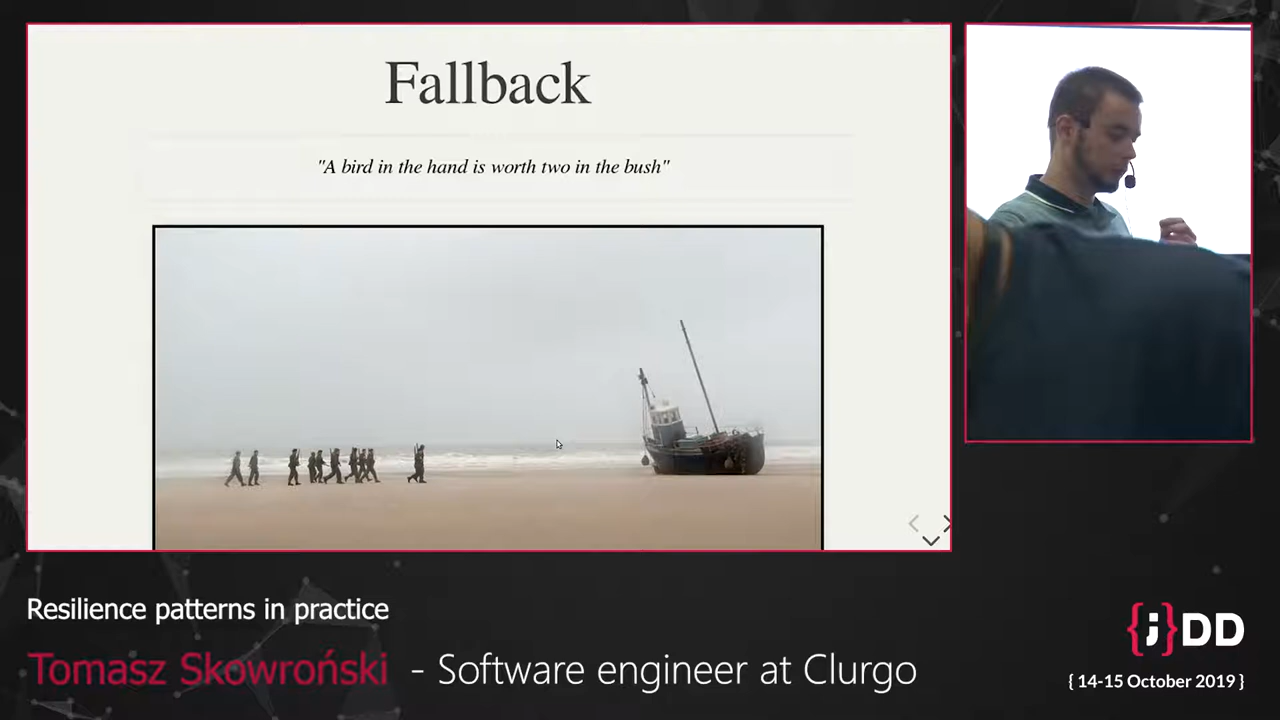 Fallback
"A bird in the hand is worth two in the bush"
Resilience patterns in practice
Tomasz Skowroński - Software engineer at Clurgo
{j}DD
{ 14-15 October 2019 }